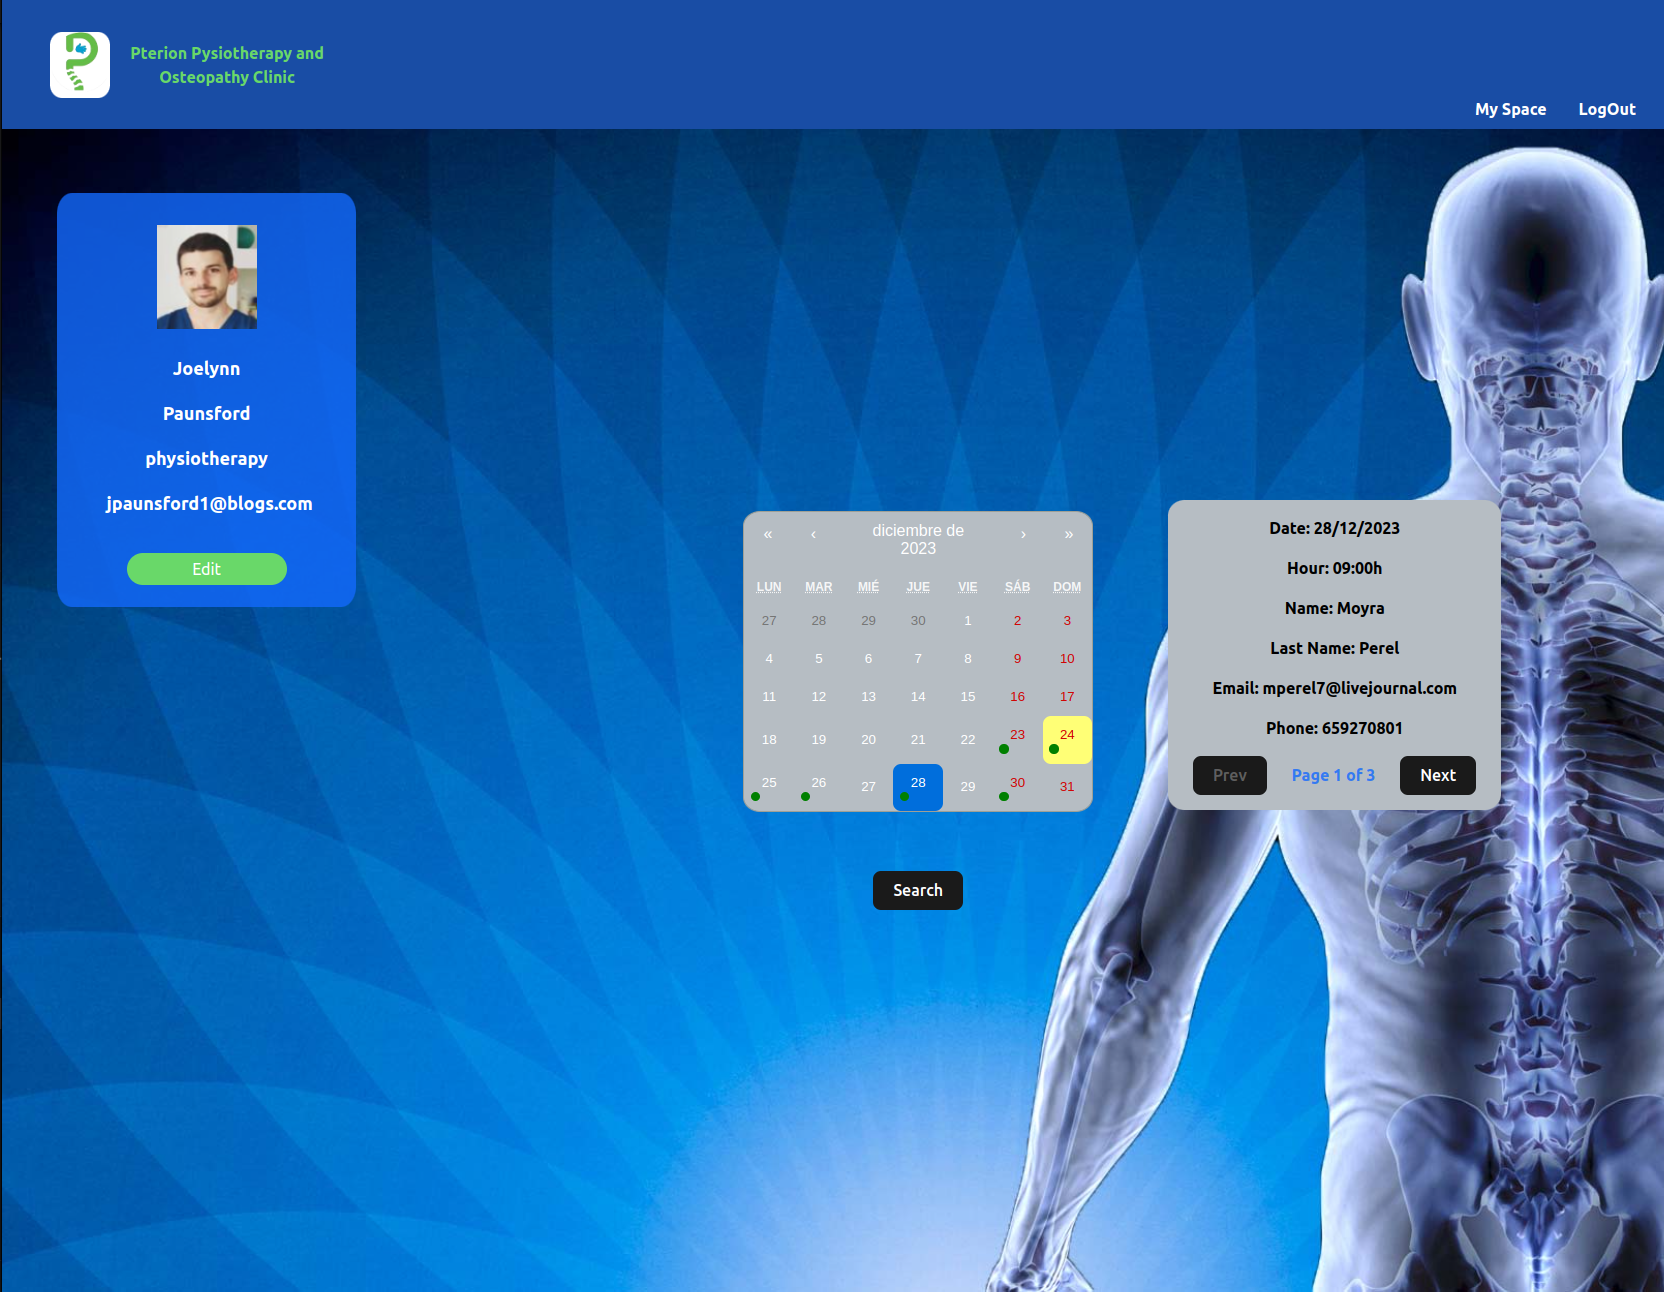 Pterion Pysiotherapy and
Osteopathy Clinic
My Space LogOut
Joelynn
Paunsford
physiotherapy
jpaunsford1@blogs.com
Edit
« ‹ diciembre de
2023 › »
LUN MAR MIÉ JUE VIE SÁB DOM
27 28 29 30 1 2 3
4 5 6 7 8 9 10
11 12 13 14 15 16 17
18 19 20 21 22 23 24
25 26 27 28 29 30 31
Search
Date: 28/12/2023
Hour: 09:00h
Name: Moyra
Last Name: Perel
Email: mperel7@livejournal.com
Phone: 659270801
Prev Page 1 of 3 Next